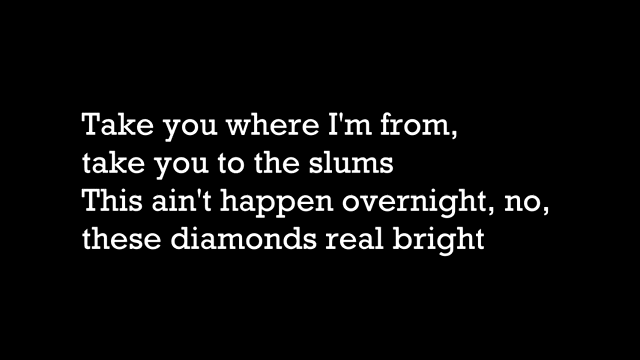 Take you where I'm from,
take you to the slums
This ain't happen overnight, no,
these diamonds real bright